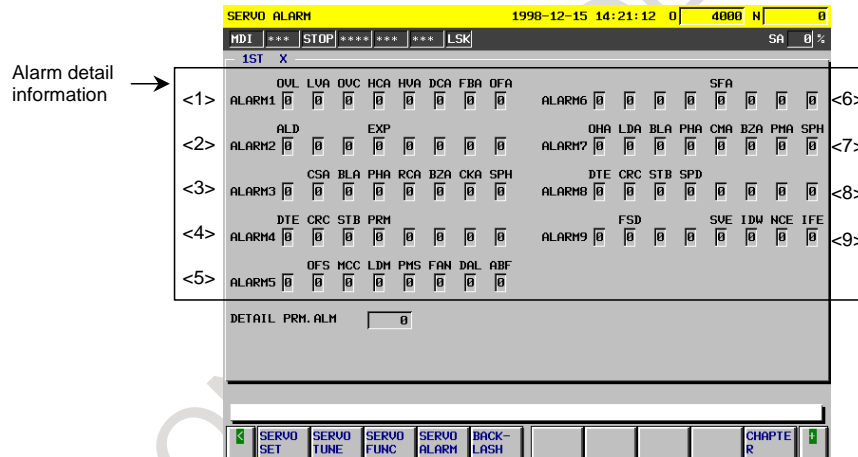 SERVO ALARM 1998-12-15 14:21:12 O 4000 N 0
MDI *** STOP **** *** *** LSK SA 0 %
1ST X
Alarm detail
information
OVL LVA OVC HCA HVA DCA FBA OFA SFA
<1> ALARM1 0 0 0 0 0 0 0 0 ALARM6 0 0 0 0 0 0 0 0 <6>
ALD EXP OHA LDA BLA PHA CMA BZA PMA SPH
<2> ALARM2 0 0 0 0 0 0 0 0 ALARM7 0 0 0 0 0 0 0 0 <7>
CSA BLA PHA RCA BZA CKA SPH DTE CRC STB SPD
<3> ALARM3 0 0 0 0 0 0 0 0 ALARM8 0 0 0 0 0 0 0 0 <8>
DTE CRC STB PRM FSD SVE IDW NCE IFE
<4> ALARM4 0 0 0 0 0 0 0 0 ALARM9 0 0 0 0 0 0 0 0 <9>
OFS MCC LDM PMS FAN DAL ABF
<5> ALARM5 0 0 0 0 0 0 0 0
DETAIL PRM.ALM 0
< SERVO SERVO SERVO SERVO BACK- CHAPTE +
SET TUNE FUNC ALARM LASH R